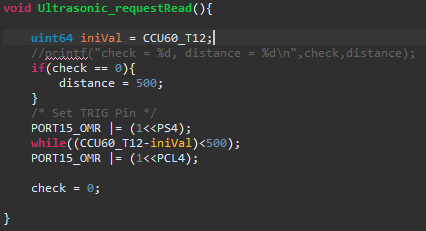 void Ultrasonic_requestRead(){
uint64 iniVal = CCU60_T12;
//printf("check = %d, distance = %d\n",check,distance);
if(check == 0){
distance = 500;
}
/* Set TRIG Pin */
PORT15_OMR |= (1<<PS4);
while((CCU60_T12-iniVal)<500);
PORT15_OMR |= (1<<PCL4);
check = 0;
}